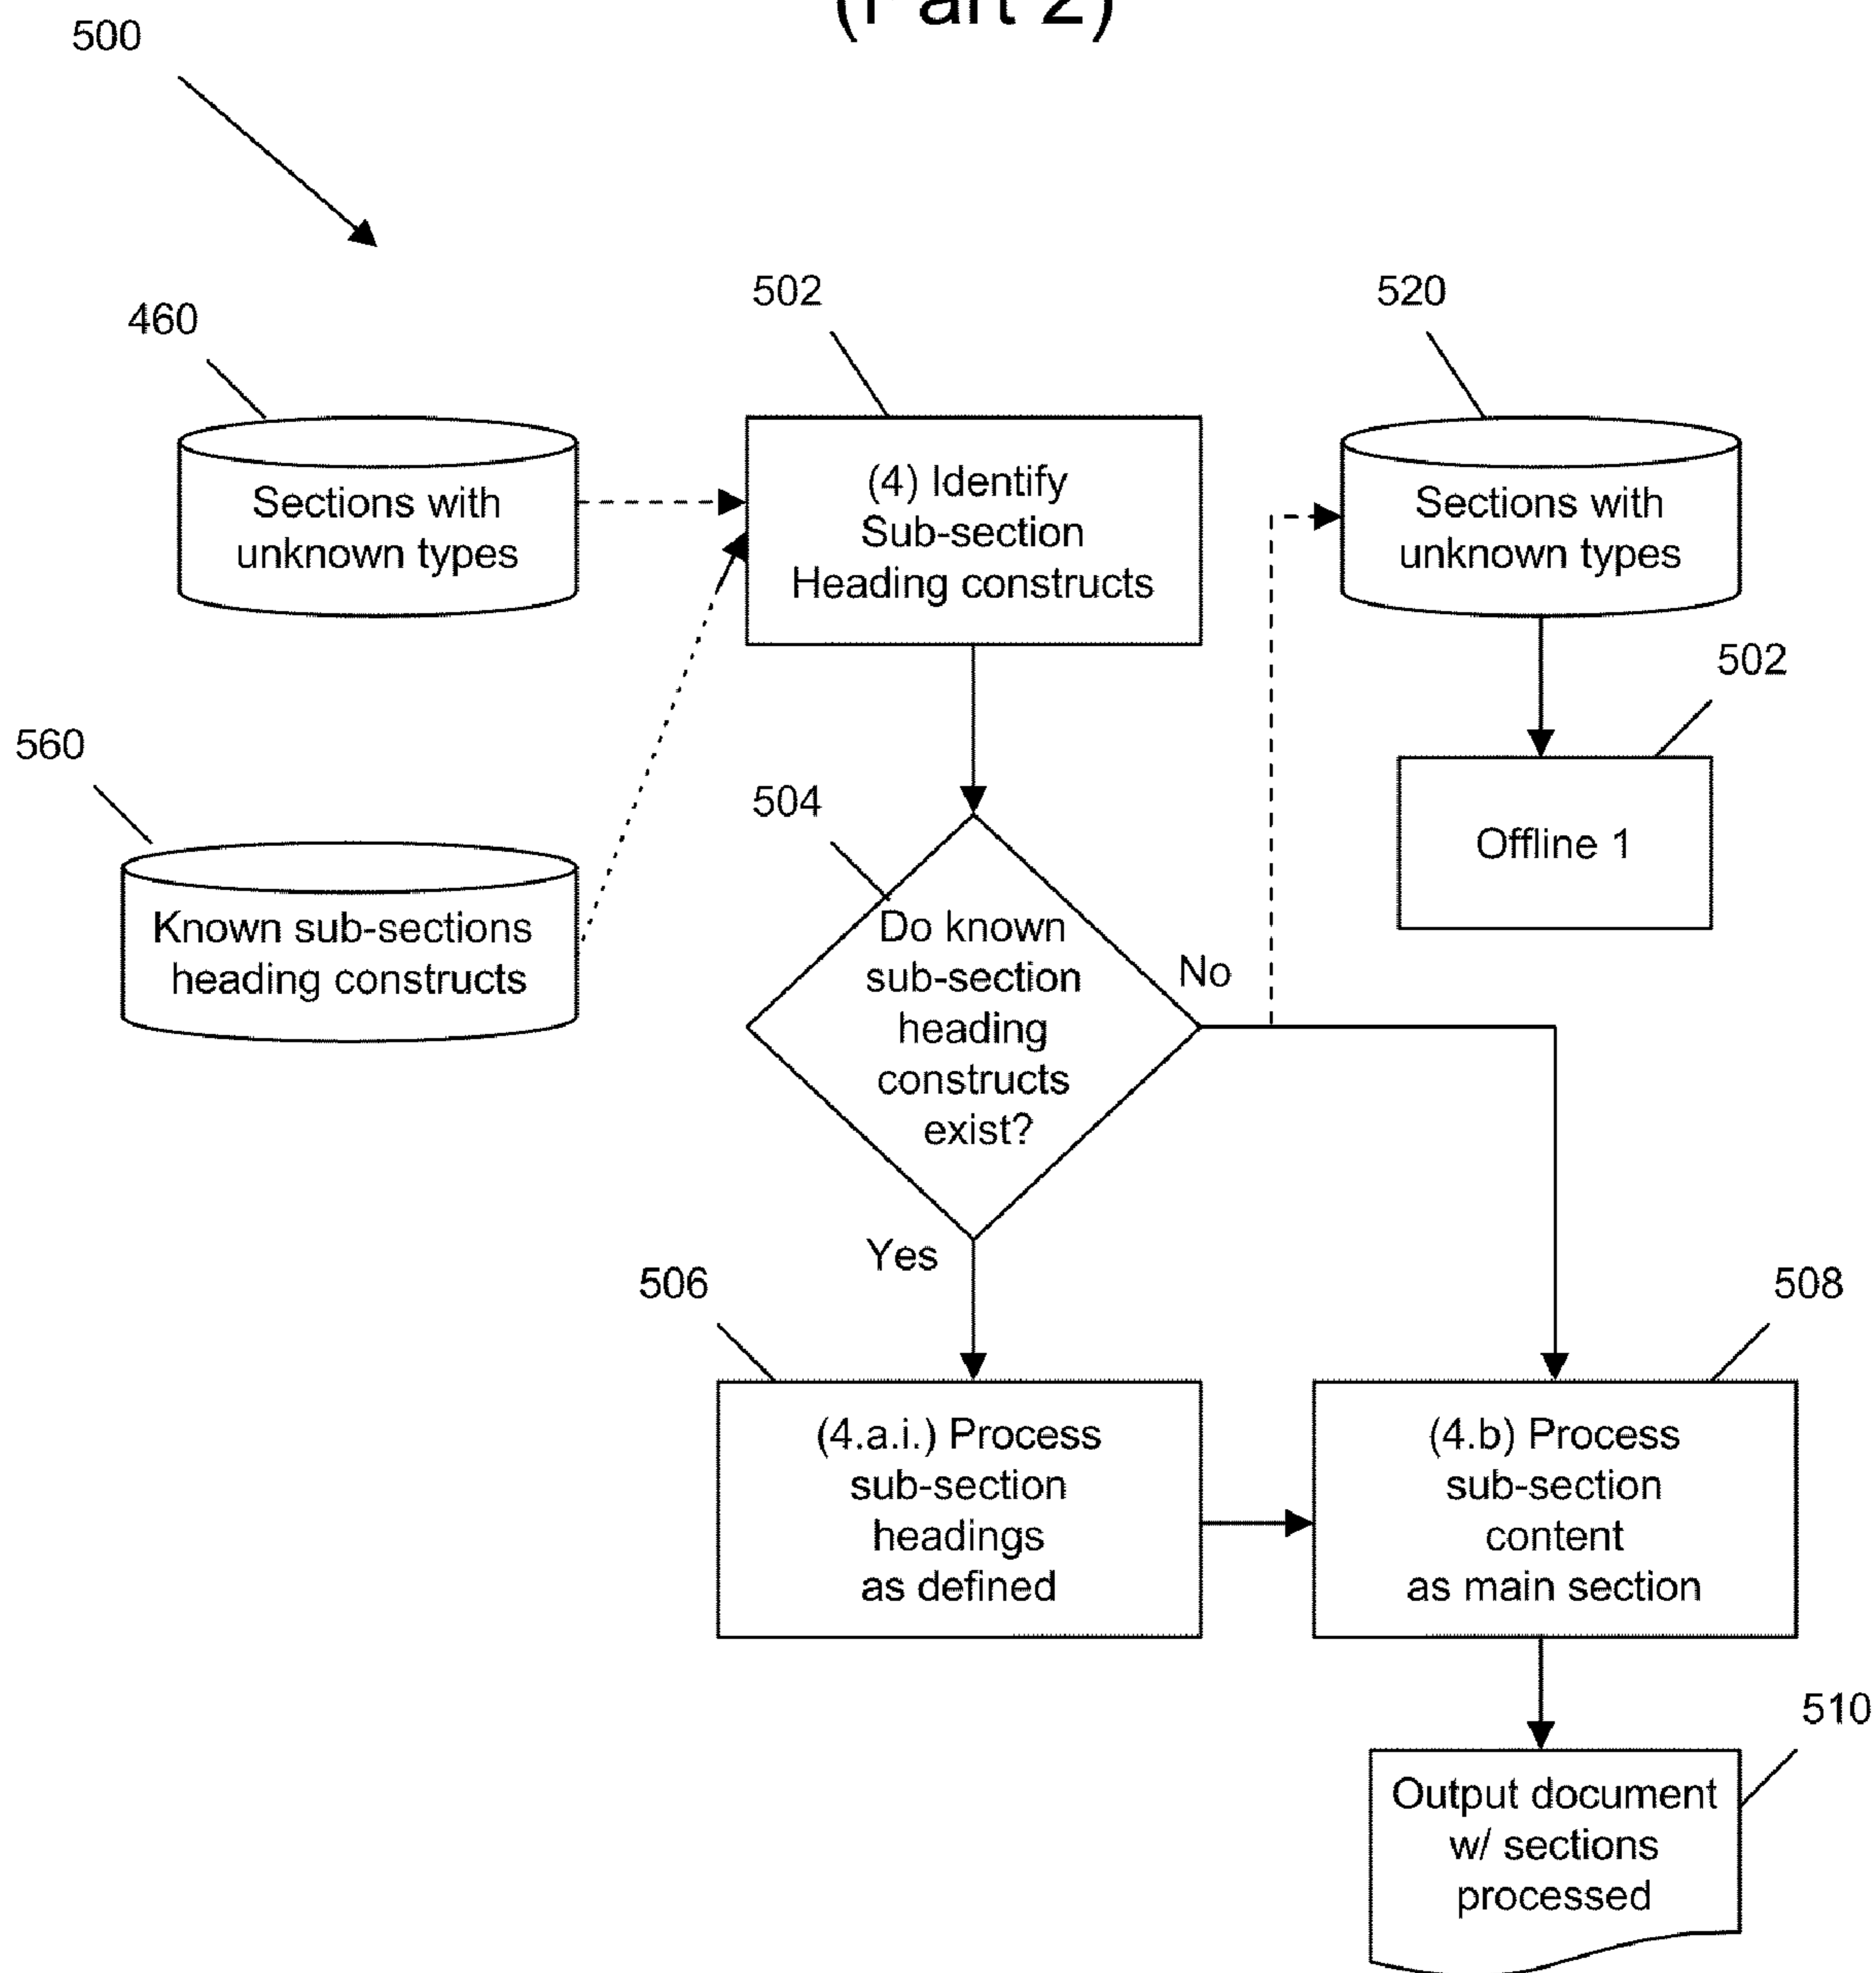 (Part 2)
500
502
520
460
Sections with
unknown types
(4) Identify
Sub-section
Heading constructs
Sections with
unknown types
502
560
504
Offline 1
Known sub-sections
heading constructs
Do known
sub-section
heading
constructs
exist?
No
Yes
506
508
(4.a.i.) Process
sub-section
headings
as defined
(4.b) Process
sub-section
content
as main section
510
Output document
w/ sections
processed